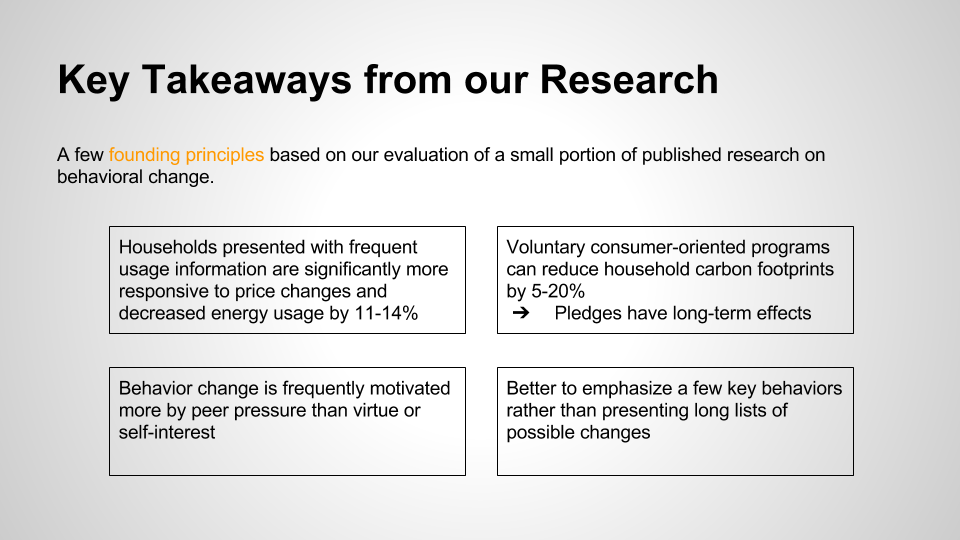 Key Takeaways from our Research
A few founding principles based on our evaluation of a small portion of published research on
behavioral change.
Households presented with frequent
usage information are significantly more
responsive to price changes and
decreased energy usage by 11-14%
Voluntary consumer-oriented programs
can reduce household carbon footprints
by 5-20%
➔ Pledges have long-term effects
Behavior change is frequently motivated
more by peer pressure than virtue or
self-interest
Better to emphasize a few key behaviors
rather than presenting long lists of
possible changes